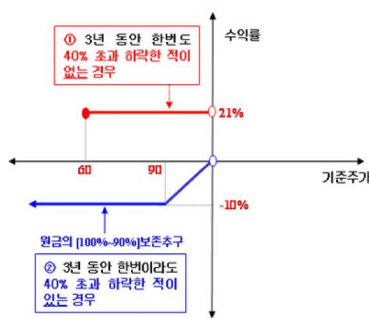 ① 3년 동안 한번도
40% 초과 하락한 적이
없는 경우
수익률
21%
60
90
기준주가
-10%
원금의 [100%~90%]보존추구
② 3년 동안 한번이라도
40% 초과 하락한 적이
있는 경우